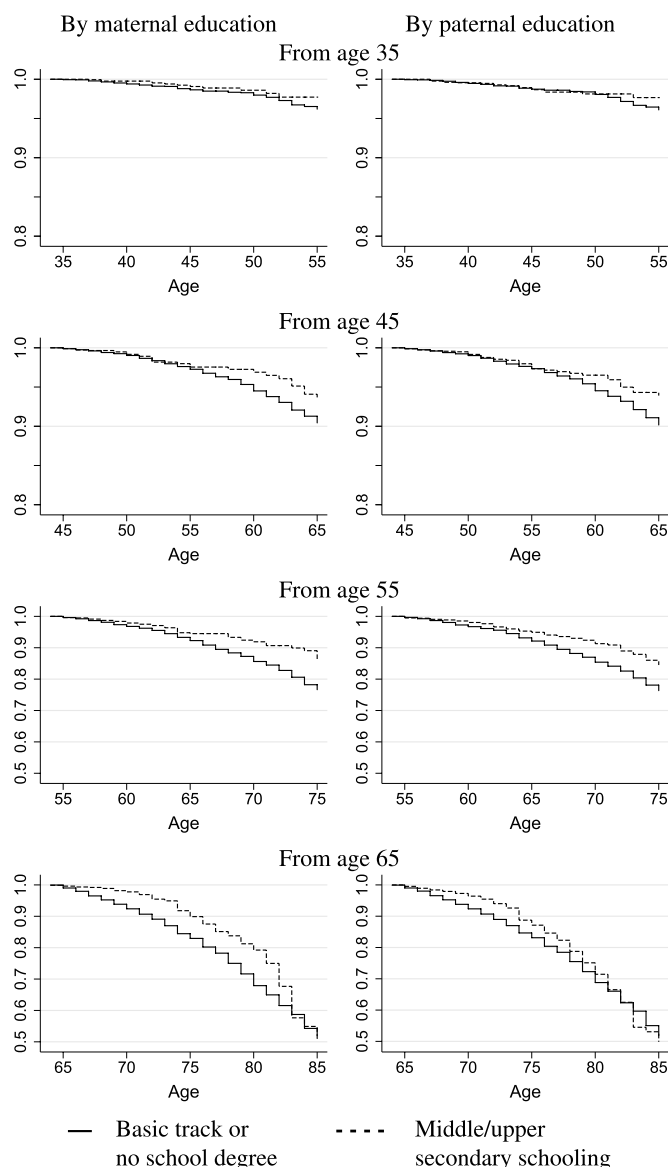 By maternal education By paternal education
From age 35
1.0 1.0
0.9 0.9
0.8 0.8
35 40 45 50 55 35 40 45 50 55
Age Age
From age 45
1.0 1.0
0.9 0.9
0.8 0.8
45 50 55 60 65 45 50 55 60 65
Age Age
From age 55
1.0 1.0
0.9 0.9
0.8 0.8
0.7 0.7
0.6 0.6
0.5 0.5
55 60 65 70 75 55 60 65 70 75
Age Age
From age 65
1.0 1.0
0.9 0.9
0.8 0.8
0.7 0.7
0.6 0.6
0.5 0.5
65 70 75 80 85 65 70 75 80 85
Age Age
Basic track or Middle/upper
no school degree secondary schooling